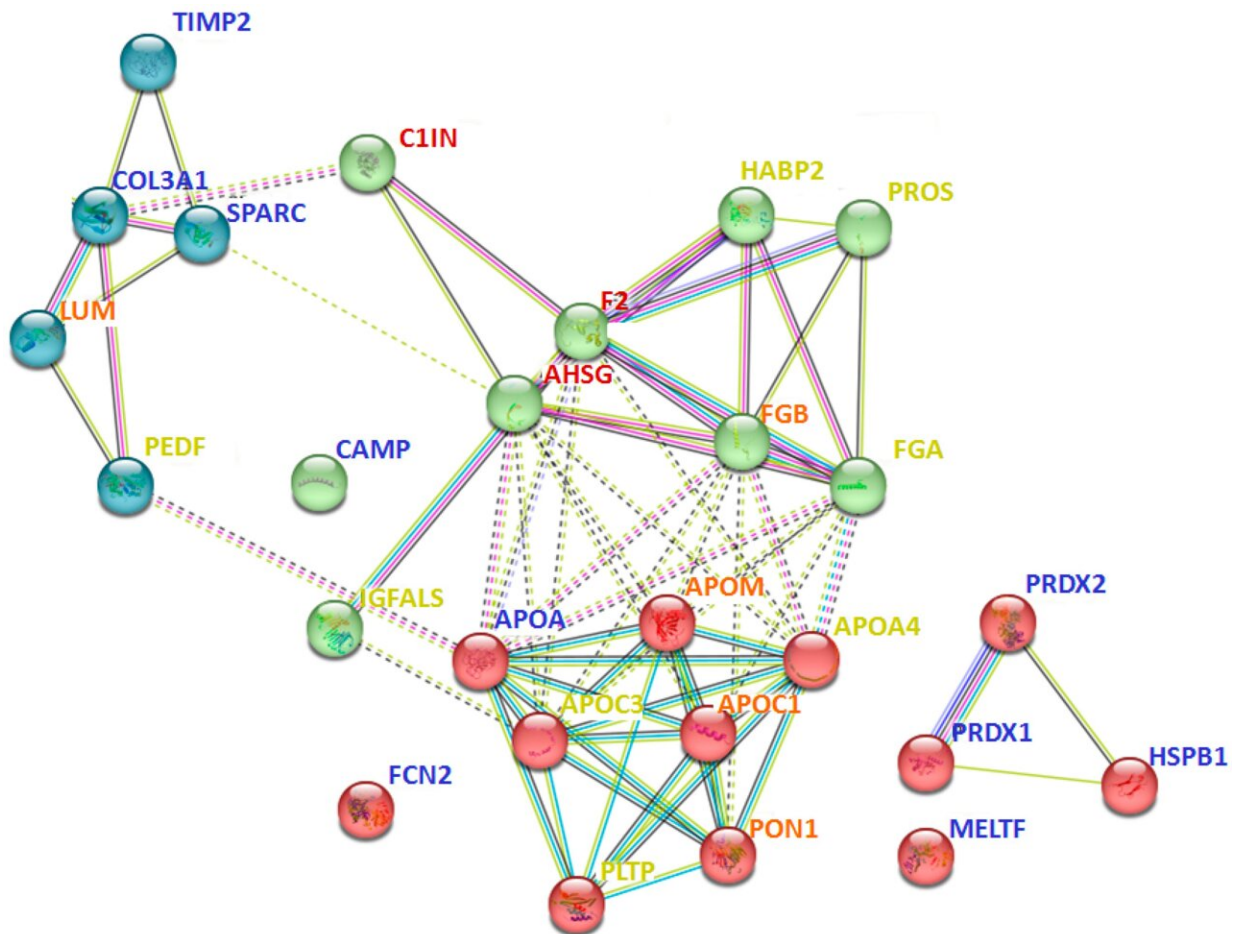 TIMP2
C1IN
HABP2
PROS
COL3A1
SPARC
F2
LUM
AHSG
FGB
PEDF
CAMP
FGA
IGFALS
APOA
APOM
APOA4
PRDX2
APOC3
APOC1
PRDX1
HSPB1
FCN2
PON1
MELTF
PLTP